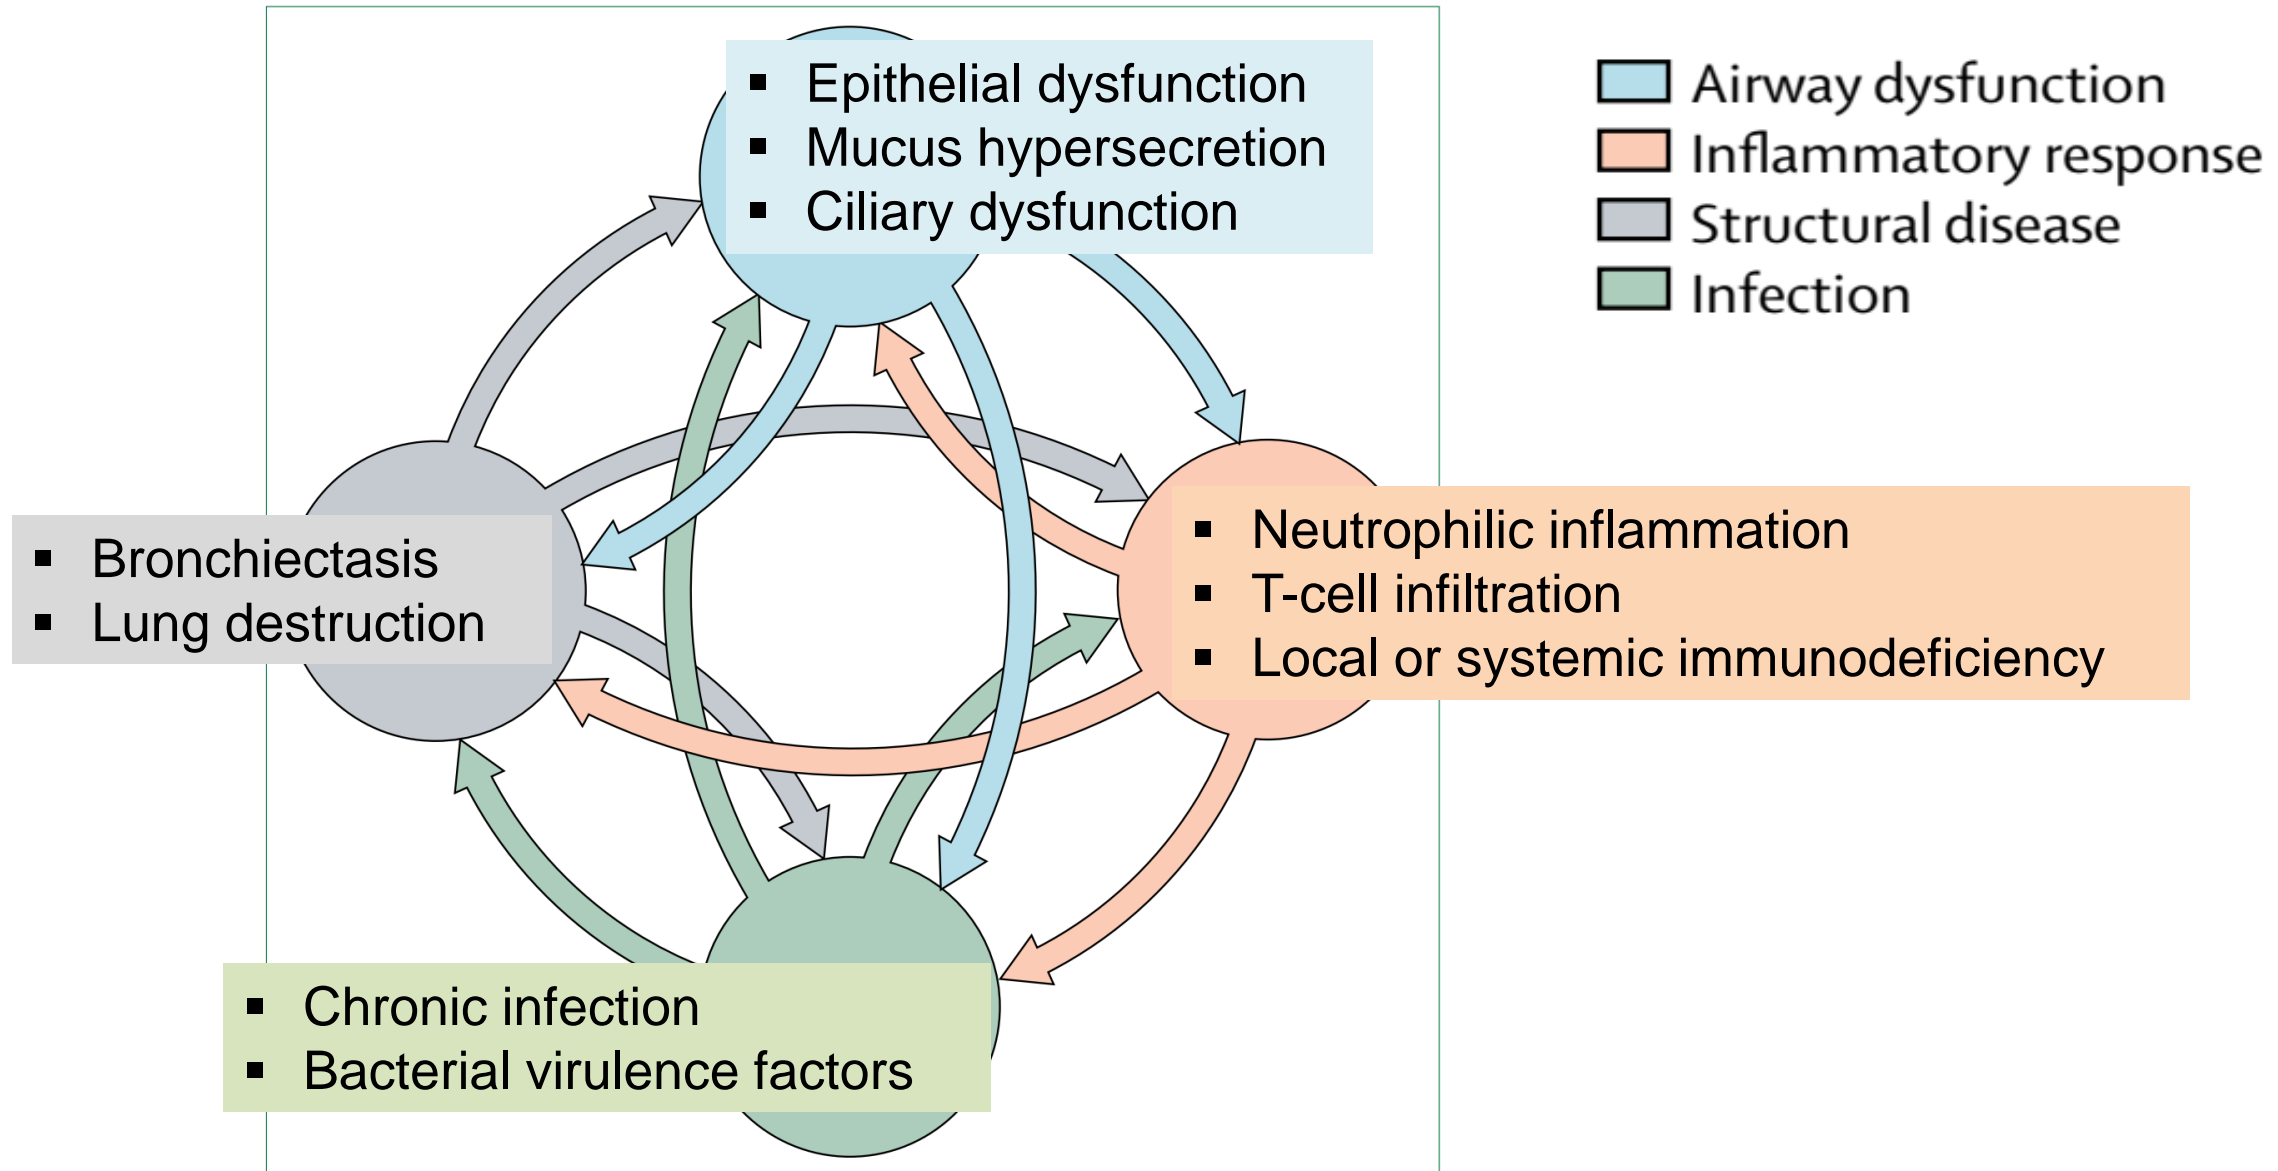 ▪ Epithelial dysfunction
▪ Mucus hypersecretion
▪ Ciliary dysfunction
Airway dysfunction
Inflammatory response
Structural disease
Infection
▪ Bronchiectasis
▪ Lung destruction
▪ Neutrophilic inflammation
▪ T-cell infiltration
▪ Local or systemic immunodeficiency
▪ Chronic infection
▪ Bacterial virulence factors